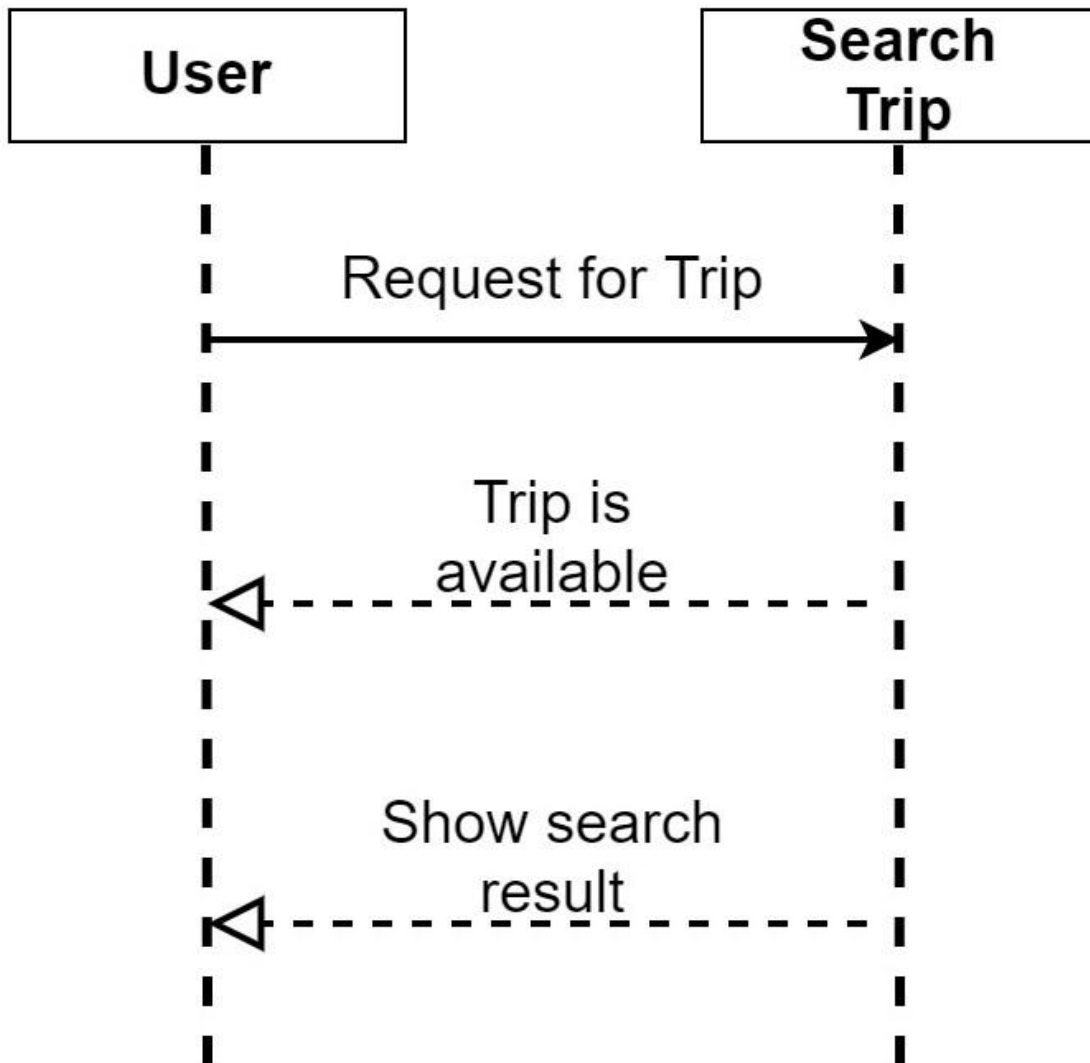 User
Search
Trip
Request for Trip
Trip is
available
Show search
result